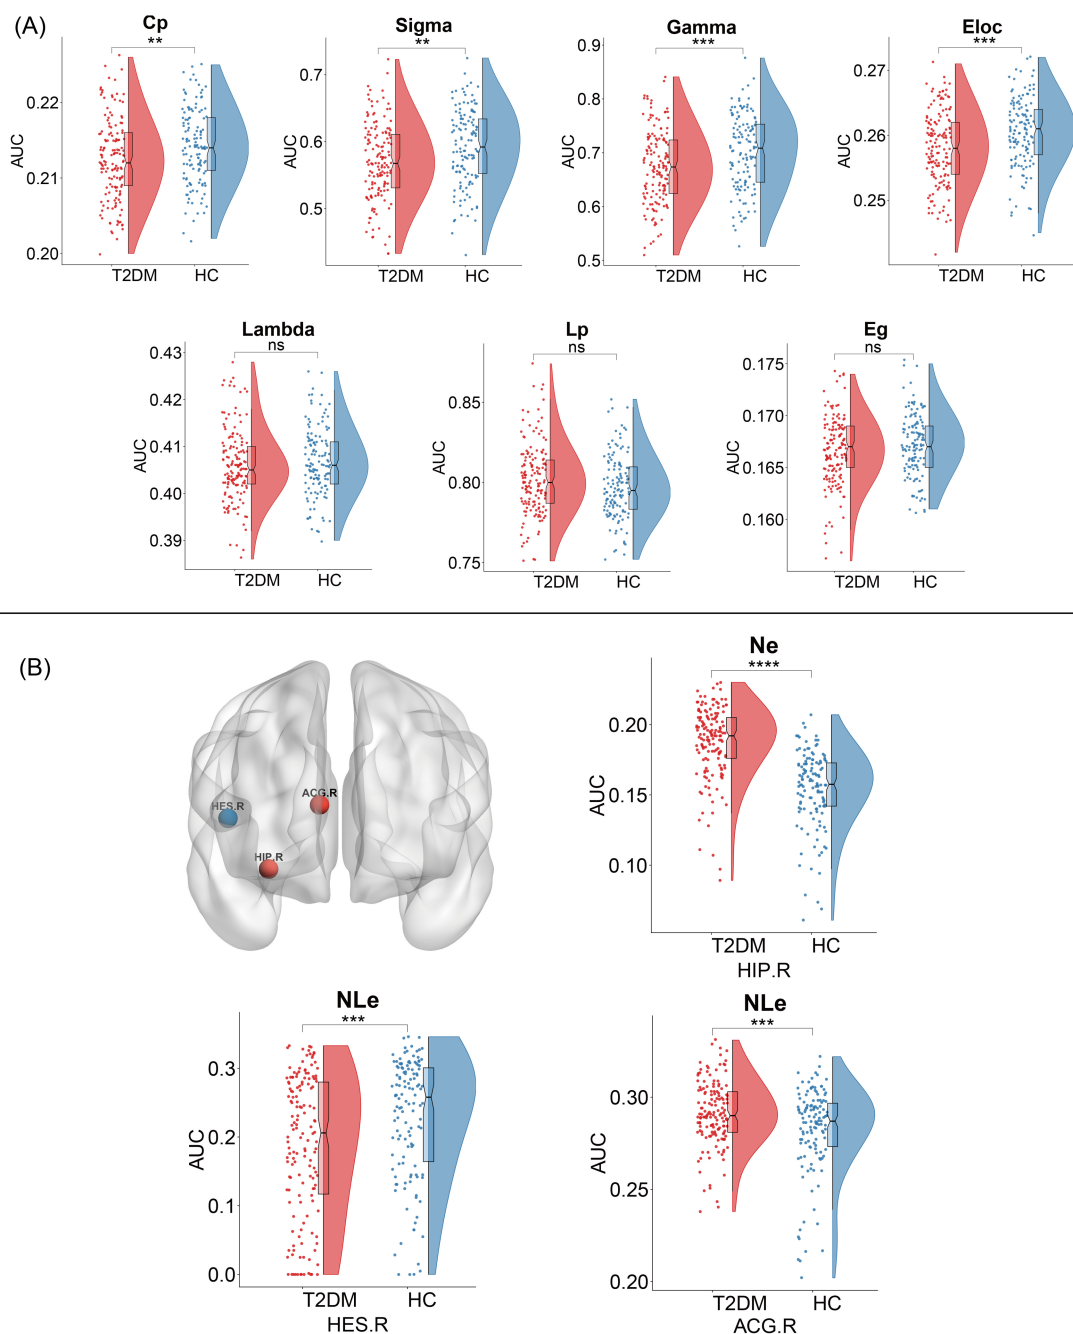 (A)
Cp
**
AUC
0.22
0.21
0.20
T2DM HC
Sigma
**
AUC
0.7
0.6
0.5
T2DM HC
Gamma
***
AUC
0.9
0.8
0.7
0.6
0.5
T2DM HC
Eloc
***
AUC
0.27
0.26
0.25
T2DM HC
Lambda
ns
AUC
0.43
0.42
0.41
0.40
0.39
T2DM HC
Lp
ns
AUC
0.85
0.80
0.75
T2DM HC
Eg
ns
AUC
0.175
0.170
0.165
0.160
T2DM HC
(B)
HES.R
ACG.R
HIP.R
Ne
****
AUC
0.20
0.15
0.10
T2DM HC
HIP.R
NLe
***
AUC
0.3
0.2
0.1
0.0
T2DM HC
HES.R
NLe
***
AUC
0.30
0.25
0.20
T2DM HC
ACG.R